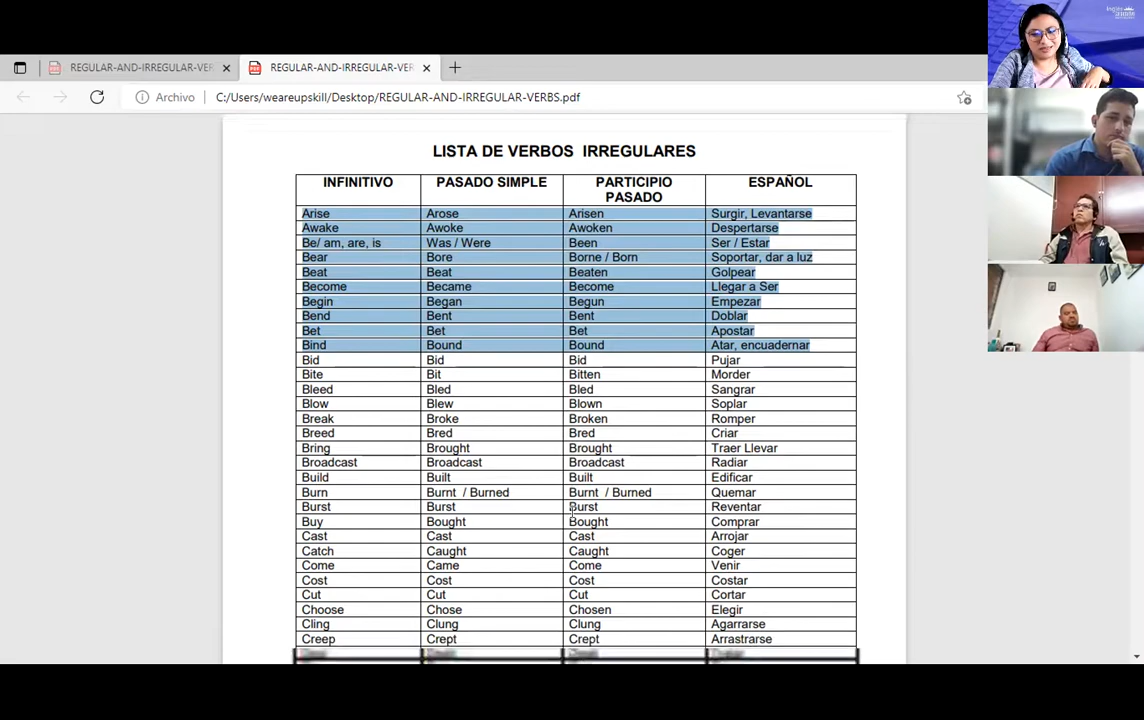 REGULAR-AND-IRREGULAR-VER
REGULAR-AND-IRREGULAR-VER
Archivo C:/Users/weareupskill/Desktop/REGULAR-AND-IRREGULAR-VERBS.pdf
LISTA DE VERBOS IRREGULARES
INFINITIVO PASADO SIMPLE PARTICIPIO PASADO ESPAÑOL
Arise Arose Arisen Surgir, Levantarse
Awake Awoke Awoken Despertarse
Be/ am, are, is Was / Were Been Ser / Estar
Bear Bore Borne / Born Soportar, dar a luz
Beat Beat Beaten Golpear
Become Became Become Llegar a Ser
Begin Began Begun Empezar
Bend Bent Bent Doblar
Bet Bet Bet Apostar
Bind Bound Bound Atar, encuadernar
Bid Bid Bid Pujar
Bite Bit Bitten Morder
Bleed Bled Bled Sangrar
Blow Blew Blown Soplar
Break Broke Broken Romper
Breed Bred Bred Criar
Bring Brought Brought Traer Llevar
Broadcast Broadcast Broadcast Radiar
Build Built Built Edificar
Burn Burnt / Burned Burnt / Burned Quemar
Burst Burst Burst Reventar
Buy Bought Bought Comprar
Cast Cast Cast Arrojar
Catch Caught Caught Coger
Come Came Come Venir
Cost Cost Cost Costar
Cut Cut Cut Cortar
Choose Chose Chosen Elegir
Cling Clung Clung Agarrarse
Creep Crept Crept Arrastrarse